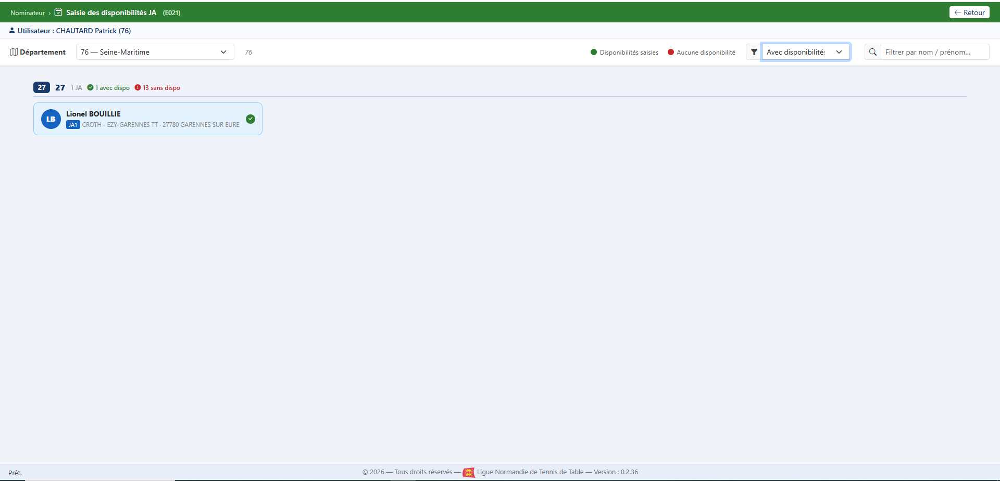 Nominateur › Saisie des disponibilités JA (E021)
← Retour
Utilisateur : CHAUTARD Patrick (76)
Département
76 — Seine-Maritime
76
Disponibilités saisies
Aucune disponibilité
Avec disponibilités
Filtrer par nom / prénom...
27 27 1 JA 1 avec dispo 13 sans dispo
LB
Lionel BOUILLIE
JA1 CROTH - EZY-GARENNES TT · 27780 GARENNES SUR EURE
Prêt.
© 2026 — Tous droits réservés — Ligue Normandie de Tennis de Table — Version : 0.2.36